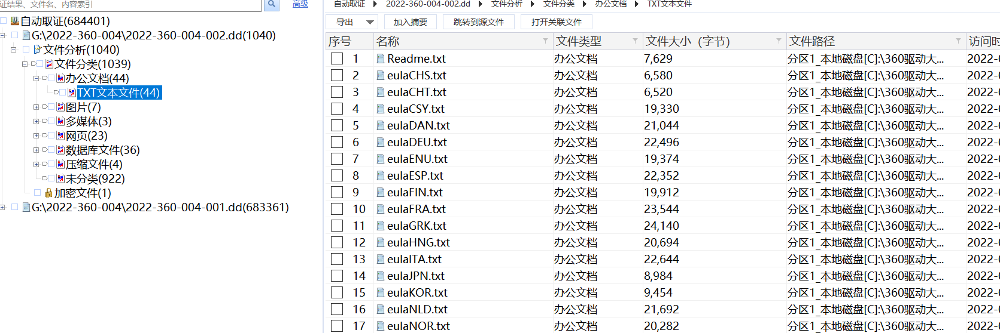 证结果、文件名、内容索引 高级
自动取证(684401)
G:\2022-360-004\2022-360-004-002.dd(1040)
文件分析(1040)
文件分类(1039)
办公文档(44)
TXT文本文件(44)
图片(7)
多媒体(3)
网页(23)
数据库文件(36)
压缩文件(4)
未分类(922)
加密文件(1)
G:\2022-360-004\2022-360-004-001.dd(683361)
自动取证 2022-360-004-002.dd 文件分析 文件分类 办公文档 TXT文本文件
导出 加入摘要 跳转到源文件 打开关联文件
序号 名称 文件类型 文件大小（字节） 文件路径 访问时
1 Readme.txt 办公文档 7,629 分区1_本地磁盘[C]:\360驱动大... 2022-0
2 eulaCHS.txt 办公文档 6,580 分区1_本地磁盘[C]:\360驱动大... 2022-0
3 eulaCHT.txt 办公文档 6,520 分区1_本地磁盘[C]:\360驱动大... 2022-0
4 eulaCSY.txt 办公文档 19,330 分区1_本地磁盘[C]:\360驱动大... 2022-0
5 eulaDAN.txt 办公文档 21,044 分区1_本地磁盘[C]:\360驱动大... 2022-0
6 eulaDEU.txt 办公文档 22,496 分区1_本地磁盘[C]:\360驱动大... 2022-0
7 eulaENU.txt 办公文档 19,374 分区1_本地磁盘[C]:\360驱动大... 2022-0
8 eulaESP.txt 办公文档 22,352 分区1_本地磁盘[C]:\360驱动大... 2022-0
9 eulaFIN.txt 办公文档 19,912 分区1_本地磁盘[C]:\360驱动大... 2022-0
10 eulaFRA.txt 办公文档 23,544 分区1_本地磁盘[C]:\360驱动大... 2022-0
11 eulaGRK.txt 办公文档 24,140 分区1_本地磁盘[C]:\360驱动大... 2022-0
12 eulaHNG.txt 办公文档 20,694 分区1_本地磁盘[C]:\360驱动大... 2022-0
13 eulaITA.txt 办公文档 22,644 分区1_本地磁盘[C]:\360驱动大... 2022-0
14 eulaJPN.txt 办公文档 8,984 分区1_本地磁盘[C]:\360驱动大... 2022-0
15 eulaKOR.txt 办公文档 9,454 分区1_本地磁盘[C]:\360驱动大... 2022-0
16 eulaNLD.txt 办公文档 21,692 分区1_本地磁盘[C]:\360驱动大... 2022-0
17 eulaNOR.txt 办公文档 20,282 分区1_本地磁盘[C]:\360驱动大... 2022-0